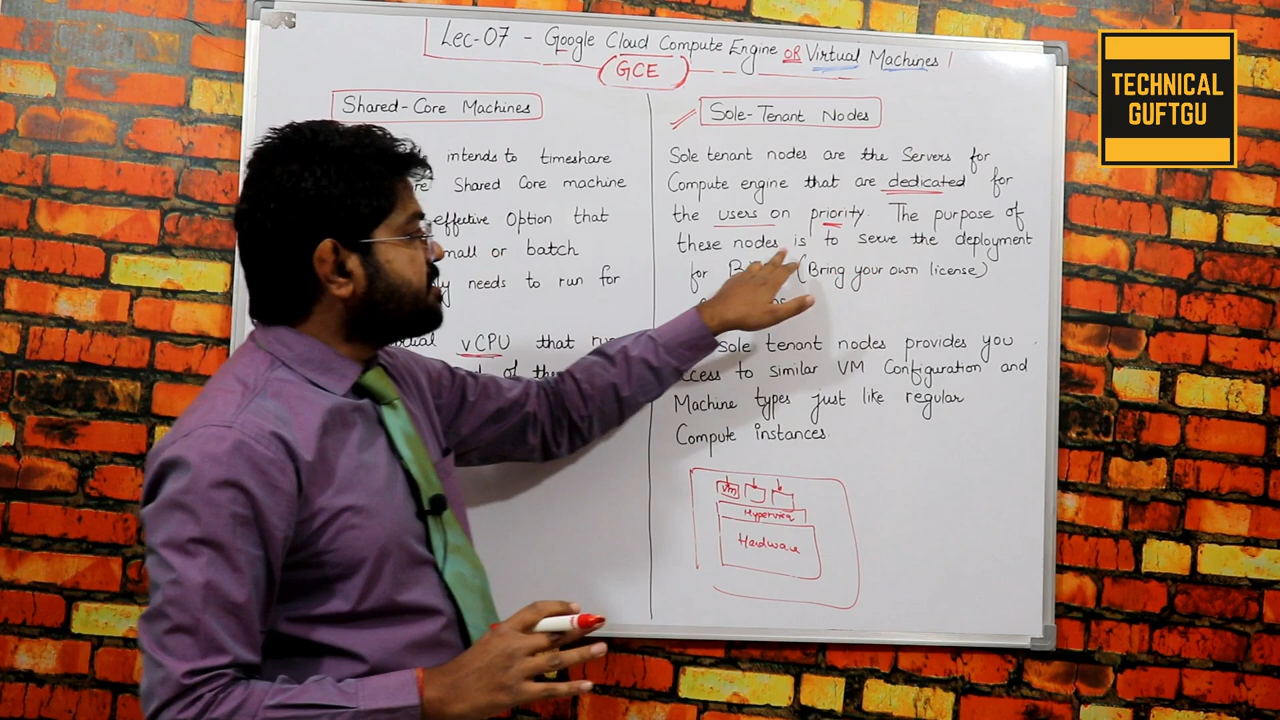 Lec-07 - Google Cloud Compute Engine OR Virtual Machines
(GCE)
TECHNICAL
GUFTGU
Shared-Core Machines
intends to timeshare
Shared Core machine
effective Option that
or batch
needs to run for
vCPU that
of
Sole-Tenant Nodes
Sole tenant nodes are the Servers for
Compute engine that are dedicated for
the users on priority. The purpose of
these nodes is to serve the deployment
for (Bring your own license)
sole tenant nodes provides you
access to similar VM Configuration and
Machine types just like regular
Compute instances.
VM
Hypervisor
Hardware